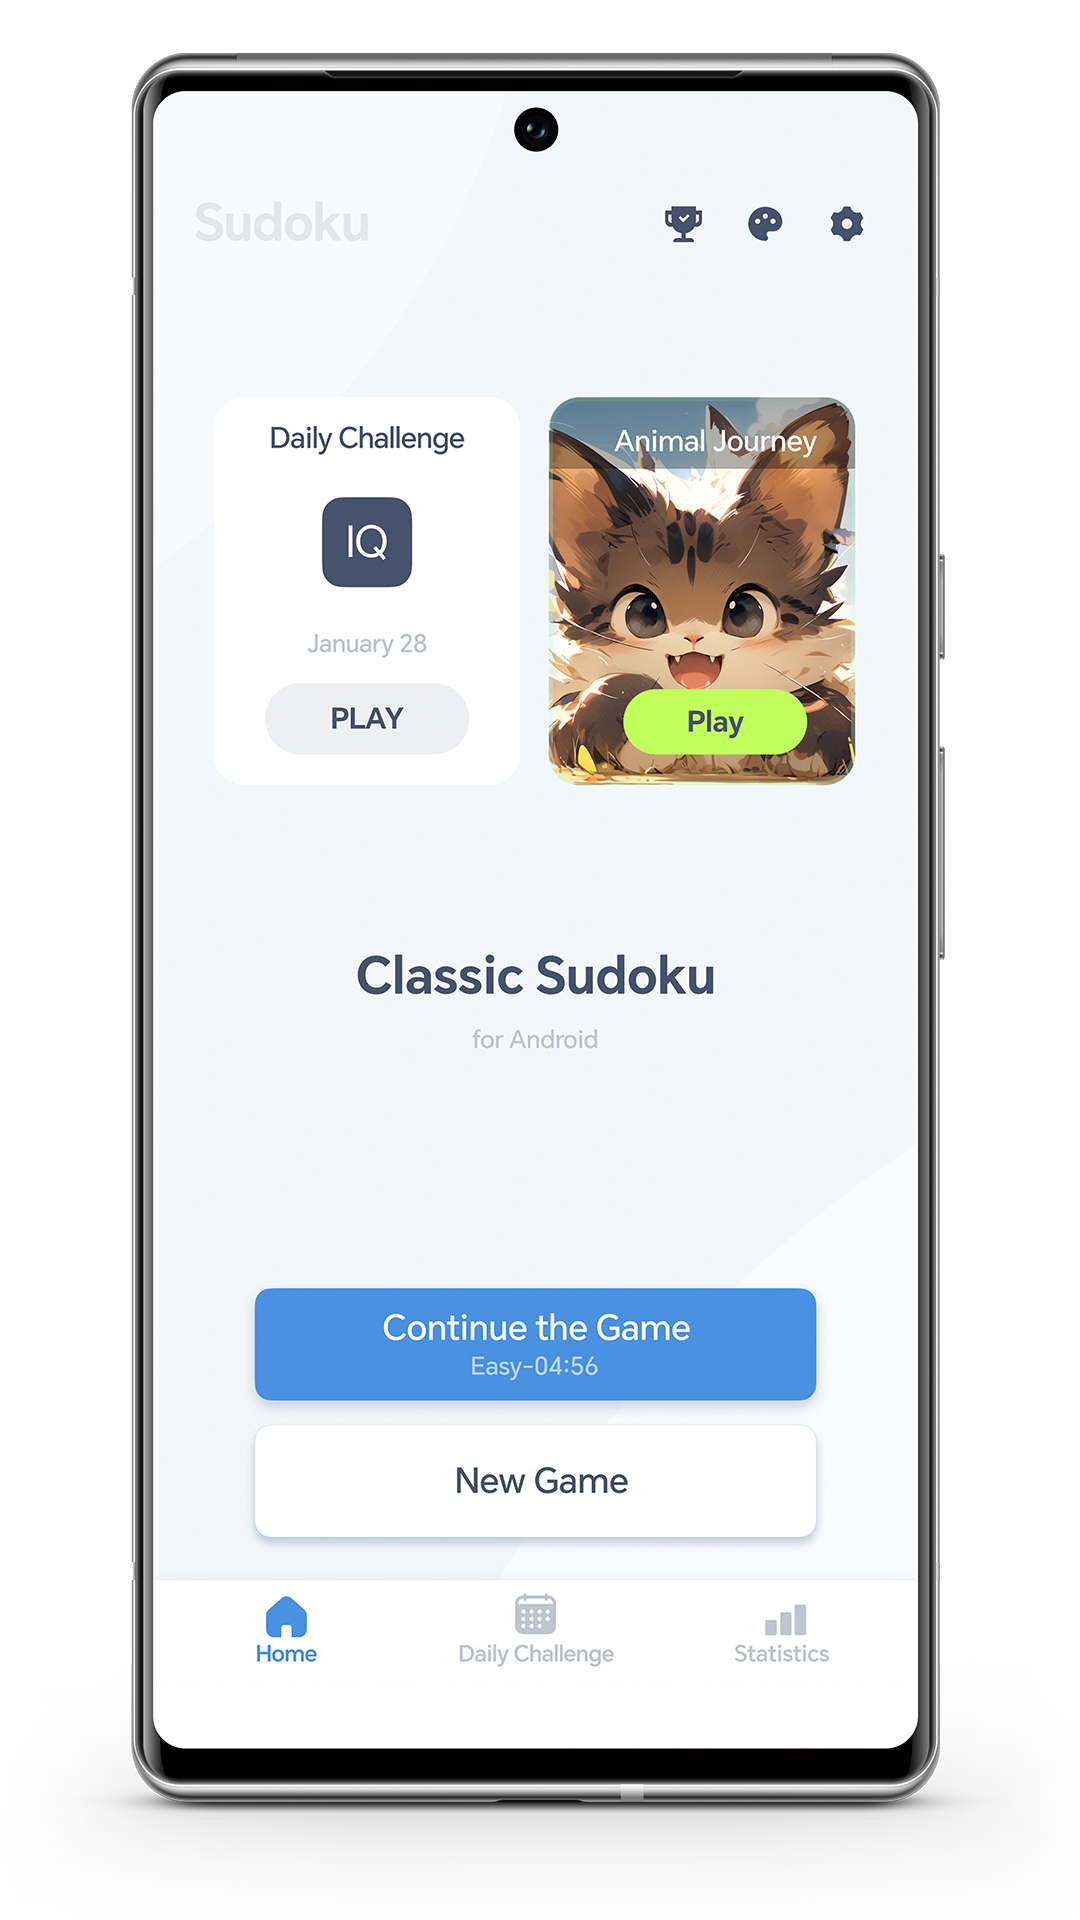 Sudoku
Daily Challenge
IQ
January 28
PLAY
Animal Journey
Play
Classic Sudoku
for Android
Continue the Game
Easy-04:56
New Game
Home
Daily Challenge
Statistics